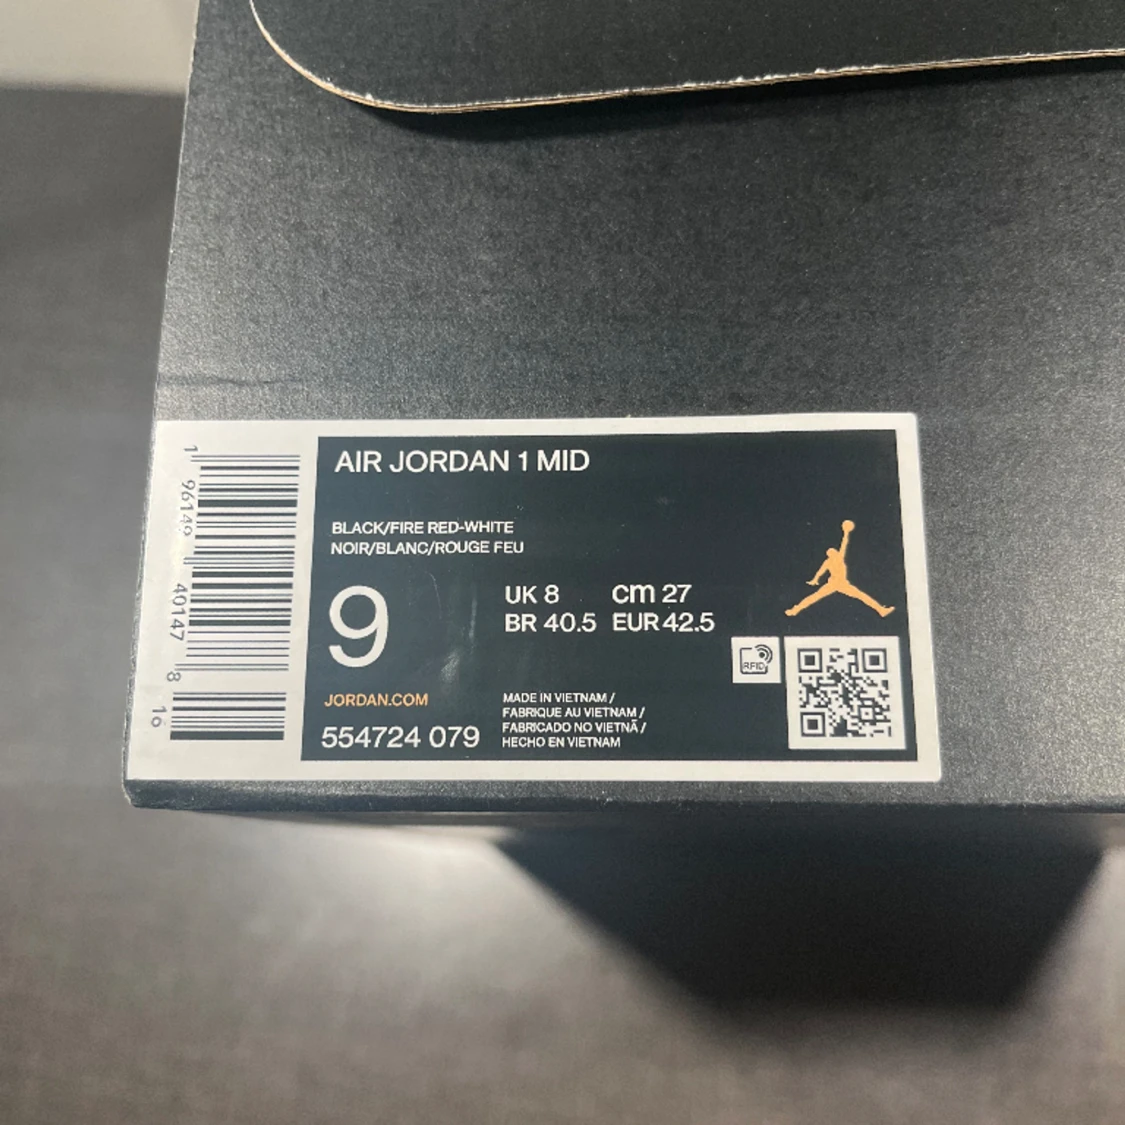 AIR JORDAN 1 MID
BLACK/FIRE RED-WHITE
NOIR/BLANC/ROUGE FEU
9
UK 8 cm 27
BR 40.5 EUR 42.5
RFID
JORDAN.COM
554724 079
MADE IN VIETNAM /
FABRIQUE AU VIETNAM /
FABRICADO NO VIETNÃ /
HECHO EN VIETNAM
1 96149 40147 8 16